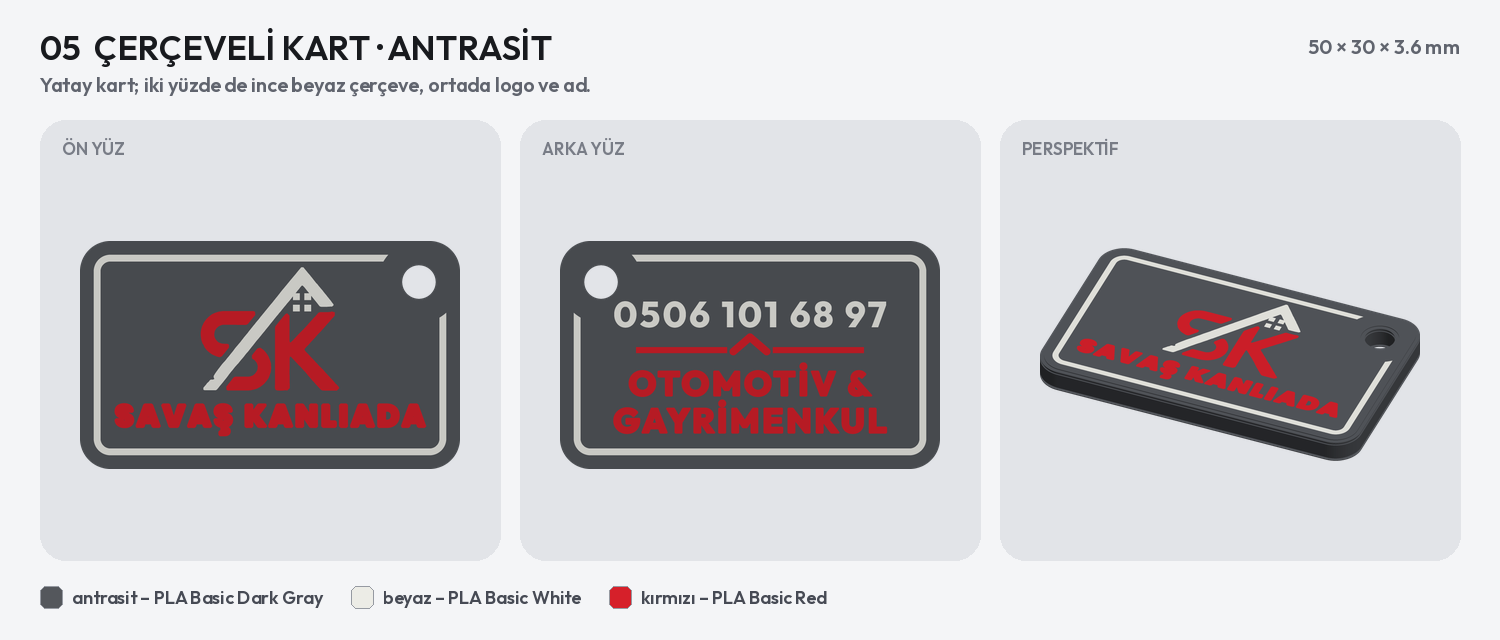 05 ÇERÇEVELİ KART · ANTRASİT
50 × 30 × 3.6 mm
Yatay kart; iki yüzde de ince beyaz çerçeve, ortada logo ve ad.
ÖN YÜZ
SK
SAVAŞ KANLIADA
ARKA YÜZ
0506 101 68 97
OTOMOTİV &
GAYRİMENKUL
PERSPEKTİF
SK
SAVAŞ KANLIADA
antrasit – PLA Basic Dark Gray
beyaz – PLA Basic White
kırmızı – PLA Basic Red